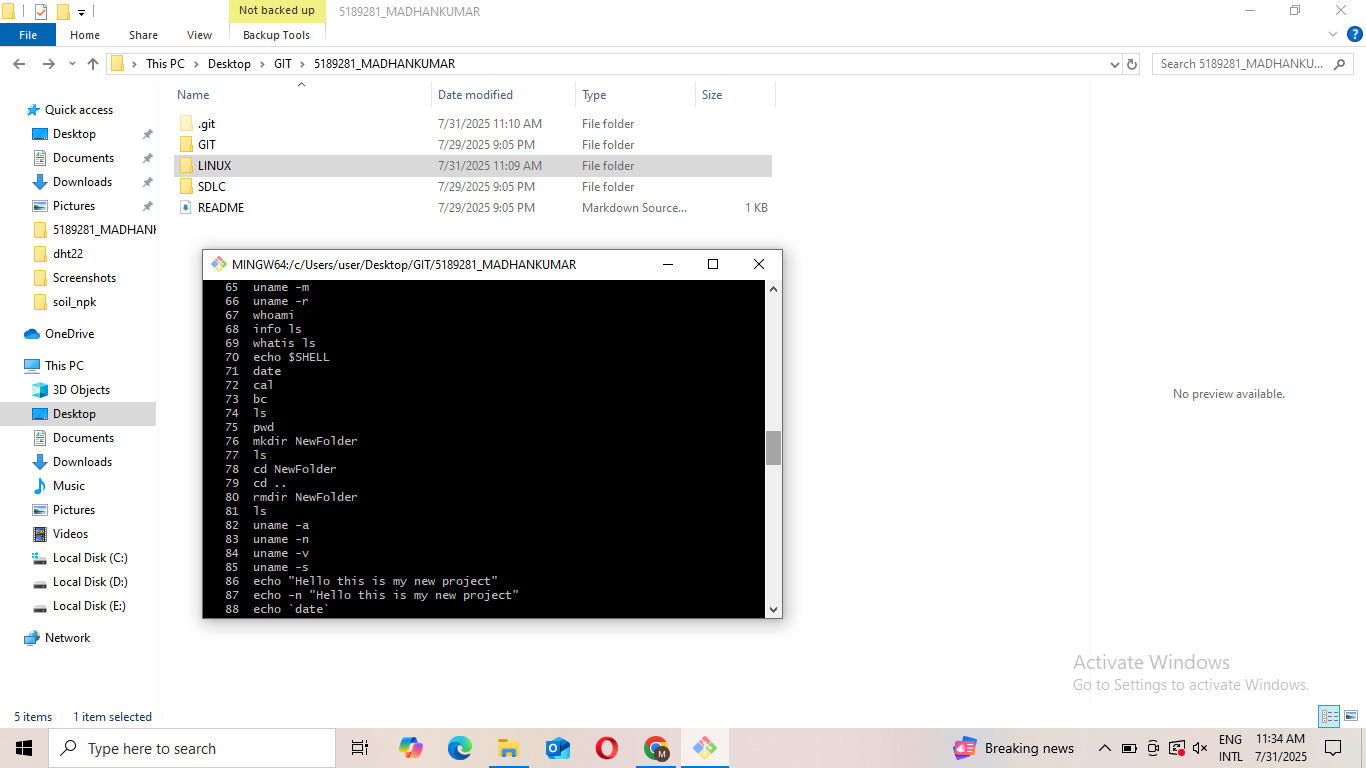 Not backed up 5189281_MADHANKUMAR
File Home Share View Backup Tools
This PC Desktop GIT 5189281_MADHANKUMAR Search 5189281_MADHANKU...
Name Date modified Type Size
Quick access
Desktop
Documents
Downloads
Pictures
5189281_MADHANK
dht22
Screenshots
soil_npk
OneDrive
This PC
3D Objects
Desktop
Documents
Downloads
Music
Pictures
Videos
Local Disk (C:)
Local Disk (D:)
Local Disk (E:)
Network
.git 7/31/2025 11:10 AM File folder
GIT 7/29/2025 9:05 PM File folder
LINUX 7/31/2025 11:09 AM File folder
SDLC 7/29/2025 9:05 PM File folder
README 7/29/2025 9:05 PM Markdown Source... 1 KB
MINGW64:/c/Users/user/Desktop/GIT/5189281_MADHANKUMAR
65 uname -m
66 uname -r
67 whoami
68 info ls
69 whatis ls
70 echo $SHELL
71 date
72 cal
73 bc
74 ls
75 pwd
76 mkdir NewFolder
77 ls
78 cd NewFolder
79 cd ..
80 rmdir NewFolder
81 ls
82 uname -a
83 uname -n
84 uname -v
85 uname -s
86 echo "Hello this is my new project"
87 echo -n "Hello this is my new project"
88 echo `date`
No preview available.
Activate Windows
Go to Settings to activate Windows.
5 items 1 item selected
Type here to search
Breaking news
ENG
INTL
11:34 AM
7/31/2025